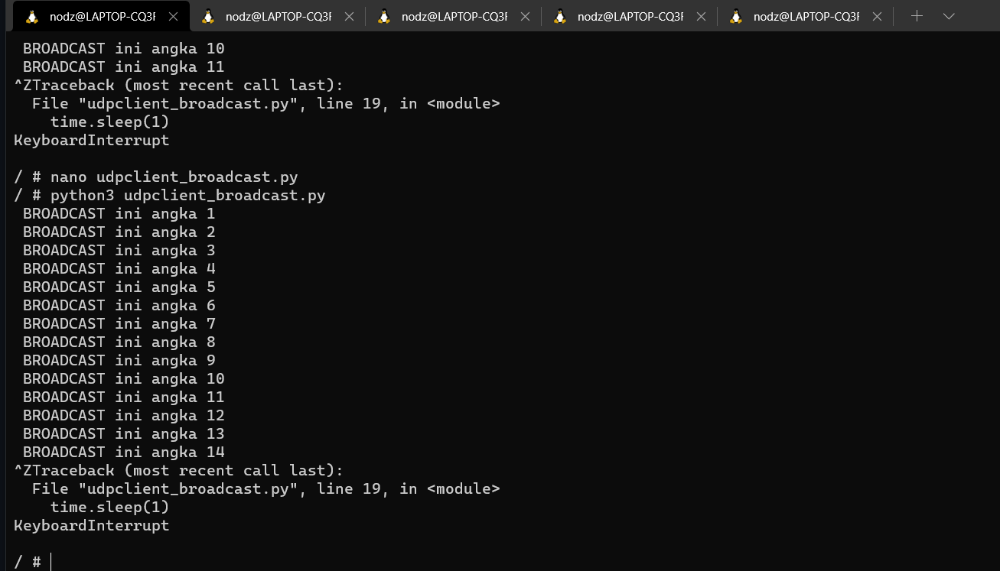 nodz@LAPTOP-CQ3F nodz@LAPTOP-CQ3F nodz@LAPTOP-CQ3F nodz@LAPTOP-CQ3F nodz@LAPTOP-CQ3F
BROADCAST ini angka 10
BROADCAST ini angka 11
^ZTraceback (most recent call last):
File "udpclient_broadcast.py", line 19, in <module>
time.sleep(1)
KeyboardInterrupt
/ # nano udpclient_broadcast.py
/ # python3 udpclient_broadcast.py
BROADCAST ini angka 1
BROADCAST ini angka 2
BROADCAST ini angka 3
BROADCAST ini angka 4
BROADCAST ini angka 5
BROADCAST ini angka 6
BROADCAST ini angka 7
BROADCAST ini angka 8
BROADCAST ini angka 9
BROADCAST ini angka 10
BROADCAST ini angka 11
BROADCAST ini angka 12
BROADCAST ini angka 13
BROADCAST ini angka 14
^ZTraceback (most recent call last):
File "udpclient_broadcast.py", line 19, in <module>
time.sleep(1)
KeyboardInterrupt
/ #